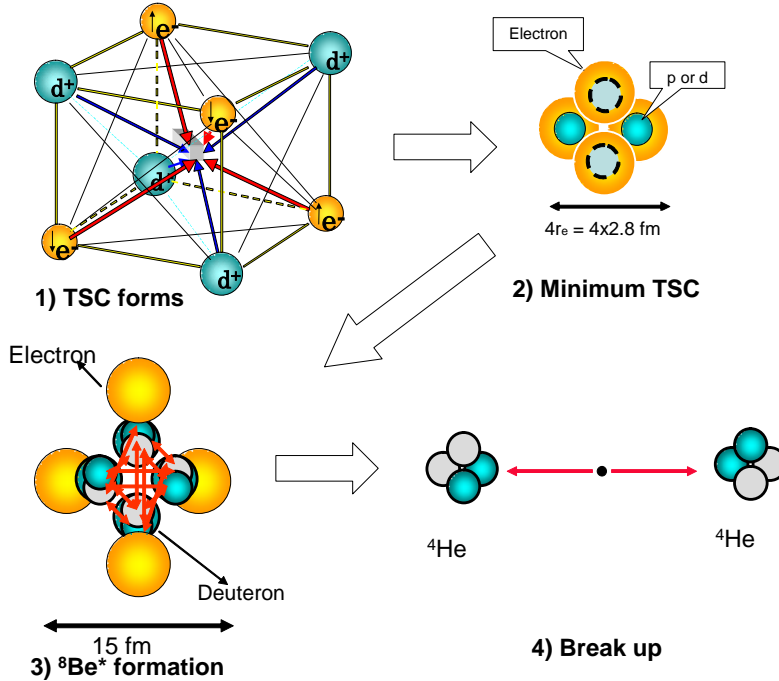 ↑e-
d+
d+
↓e-
d+
↓e-
↑e-
d+
1) TSC forms
Electron
p or d
4re = 4x2.8 fm
2) Minimum TSC
Electron
Deuteron
15 fm
3) ⁸Be* formation
⁴He
⁴He
4) Break up